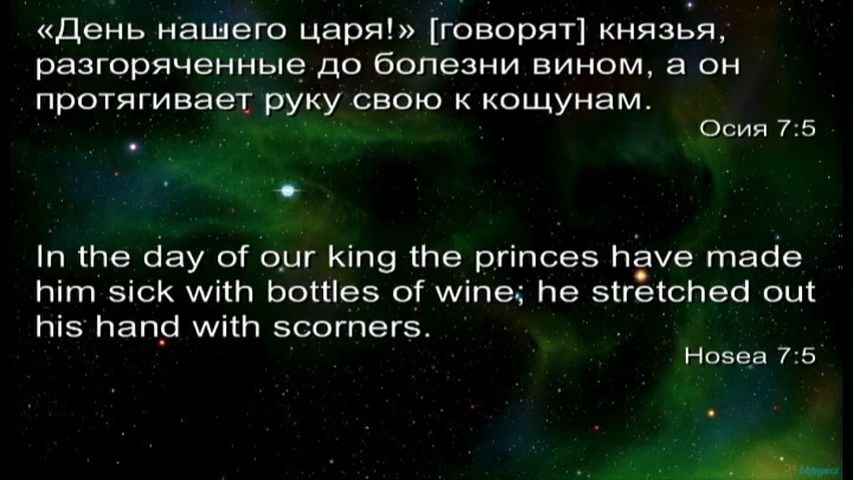 «День нашего царя!» [говорят] князья,
разгоряченные до болезни вином, а он
протягивает руку свою к кощунам.
Осия 7:5
In the day of our king the princes have made
him sick with bottles of wine; he stretched out
his hand with scorners.
Hosea 7:5